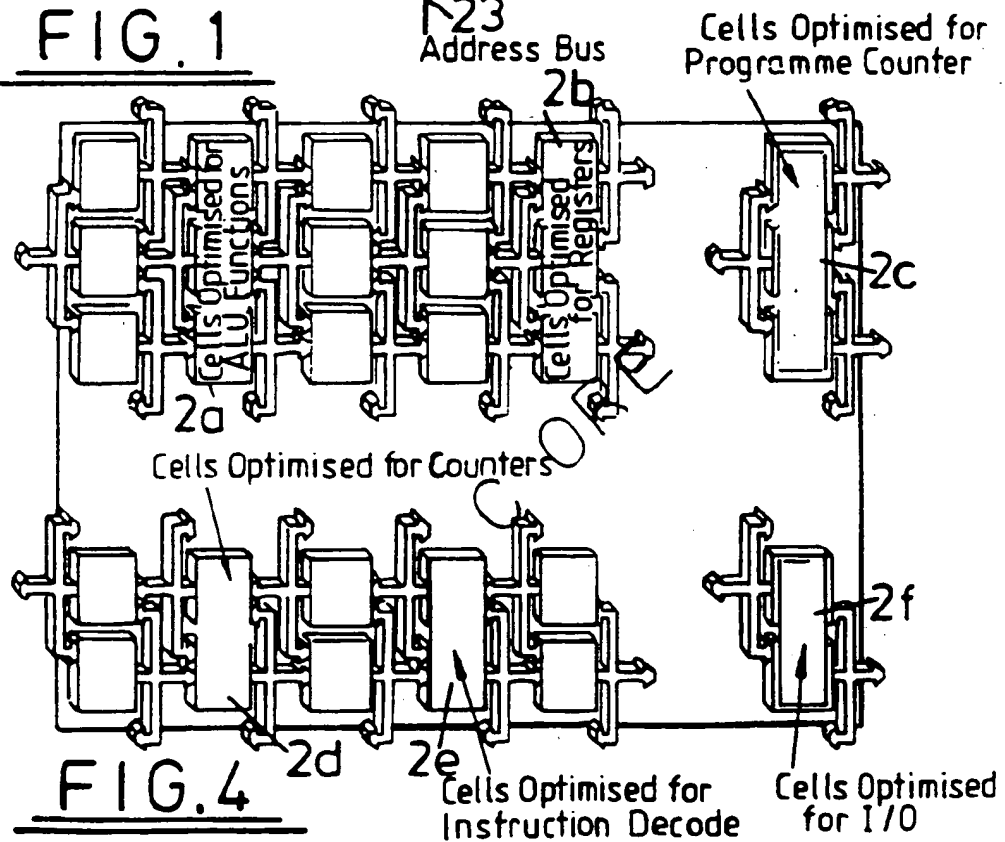 FIG.1
23
Address Bus
Cells Optimised for
Programme Counter
2b
Cells Optimised for
ALU Functions
Cells Optimised
for Registers
2c
2a
CORE
Cells Optimised for Counters
2f
2d
2e
Cells Optimised for
Instruction Decode
Cells Optimised
for I/O
FIG.4